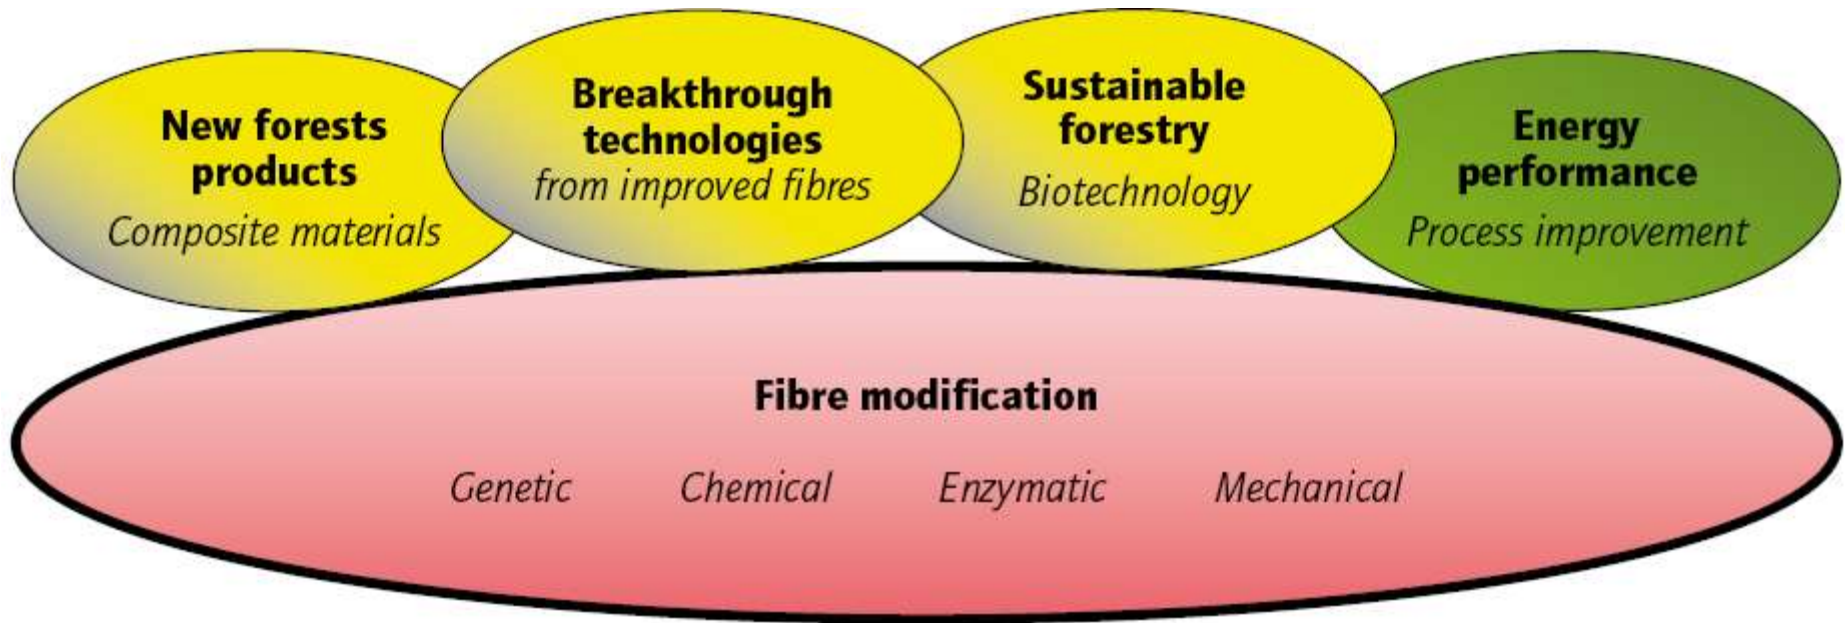 New forests
products
Composite materials
Breakthrough
technologies
from improved fibres
Sustainable
forestry
Biotechnology
Energy
performance
Process improvement
Fibre modification
Genetic Chemical Enzymatic Mechanical